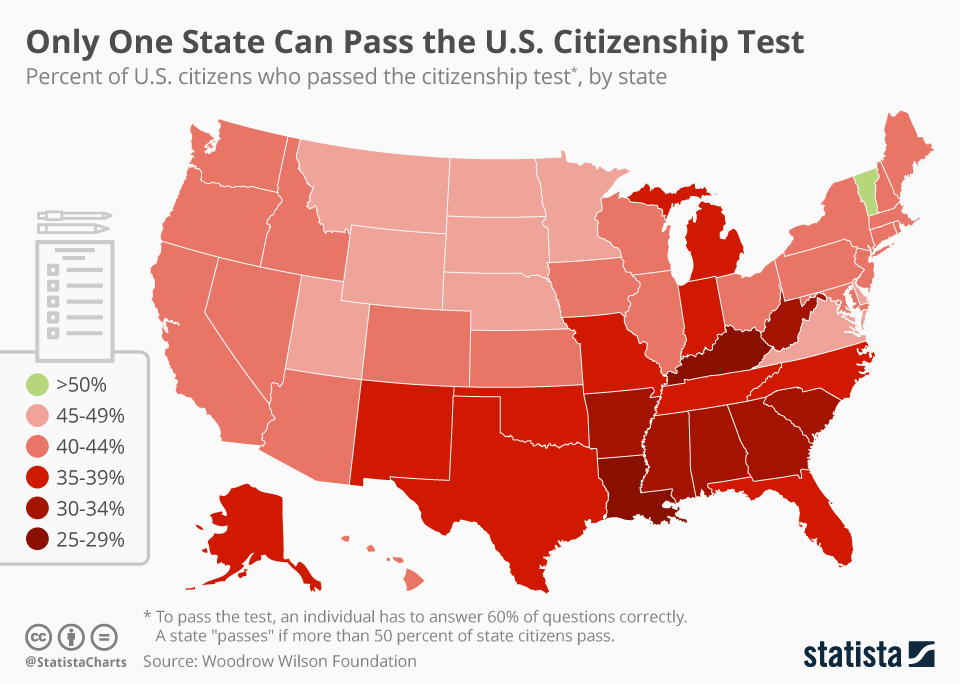 Only One State Can Pass the U.S. Citizenship Test
Percent of U.S. citizens who passed the citizenship test*, by state
>50%
45-49%
40-44%
35-39%
30-34%
25-29%
* To pass the test, an individual has to answer 60% of questions correctly.
A state "passes" if more than 50 percent of state citizens pass.
cc
@StatistaCharts
Source: Woodrow Wilson Foundation
statista